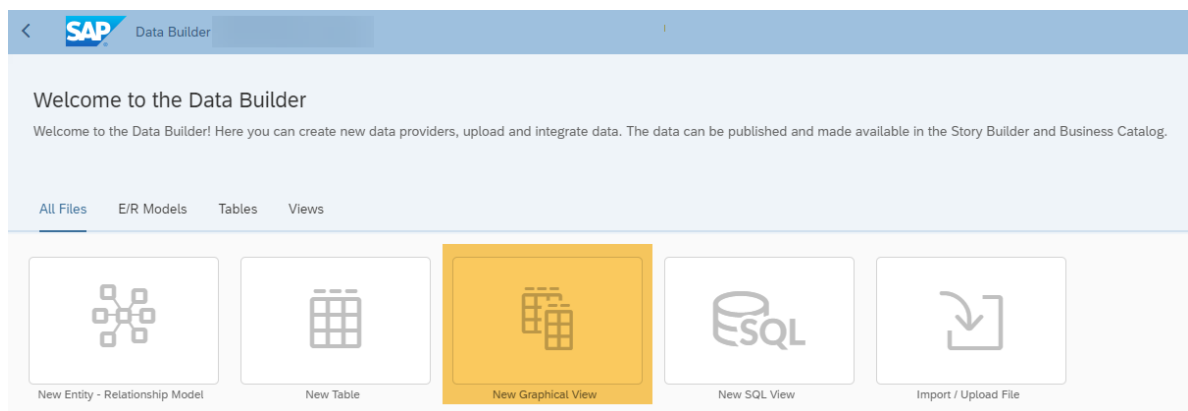 SAP
Data Builder
Welcome to the Data Builder
Welcome to the Data Builder! Here you can create new data providers, upload and integrate data. The data can be published and made available in the Story Builder and Business Catalog.
All Files E/R Models Tables Views
SQL
New Entity - Relationship Model New Table New Graphical View New SQL View Import / Upload File